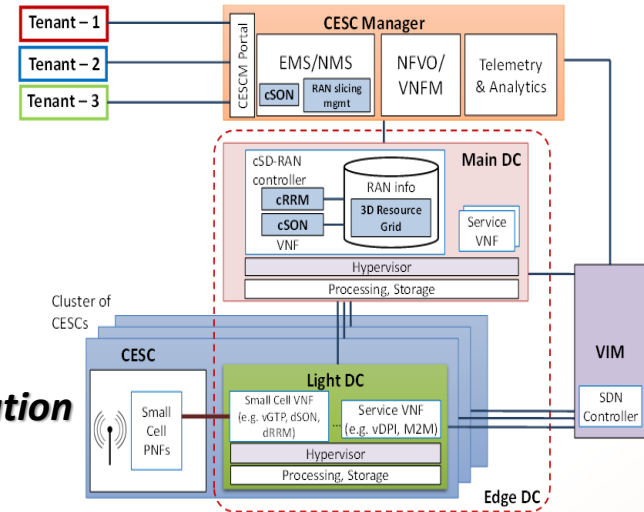 Tenant – 1
Tenant – 2
Tenant – 3
CESC Manager
CESCM Portal
EMS/NMS
cSON
RAN slicing
mgmt
NFVO/
VNFM
Telemetry
& Analytics
Main DC
cSD-RAN
controller
cRRM
cSON
VNF
RAN info
3D Resource
Grid
Service
VNF
Hypervisor
Processing, Storage
Cluster of
CESCs
CESC
Small
Cell
PNFs
Light DC
Small Cell VNF
(e.g. vGTP, dSON,
dRRM)
...
Service VNF
(e.g. vDPI, M2M)
Hypervisor
Processing, Storage
Edge DC
VIM
SDN
Controller